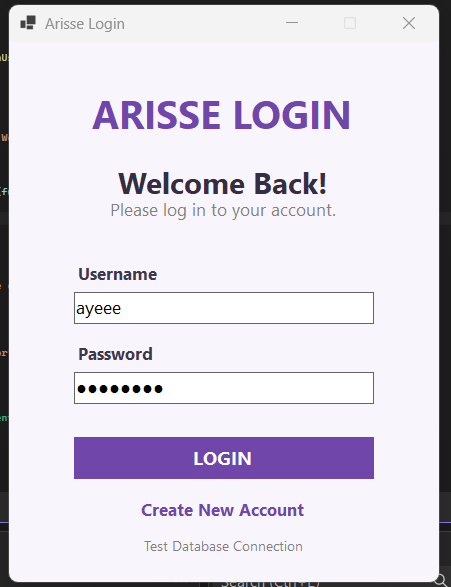 Arisse Login
ARISSE LOGIN
Welcome Back!
Please log in to your account.
Username
ayeee
Password
●●●●●●●●
LOGIN
Create New Account
Test Database Connection